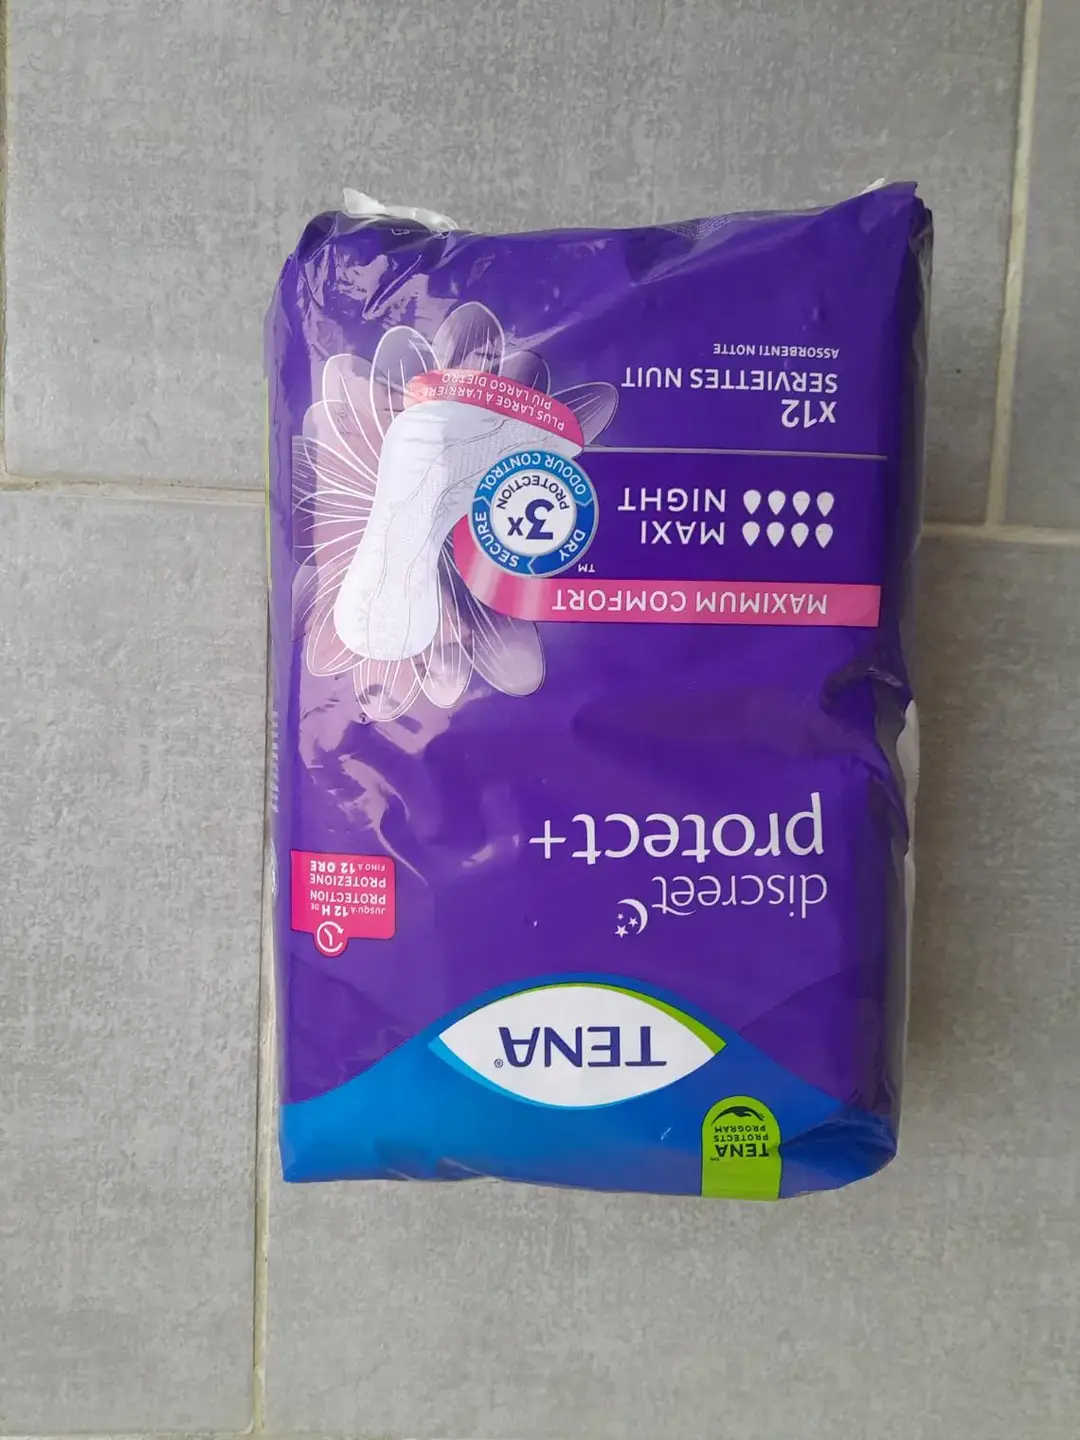 TENA PROTECTS
PROGRAM
TENA®
JUSQU'À 12 H DE
PROTECTION
PROTEZIONE
FINO A 12 ORE
discreet
protect+
MAXIMUM COMFORT
MAXI
NIGHT
™
DRY
SECURE
ODOUR CONTROL
3x
PROTECTION
x12
SERVIETTES NUIT
ASSORBENTI NOTTE
PLUS LARGE À L'ARRIÈRE
PIÙ LARGO DIETRO